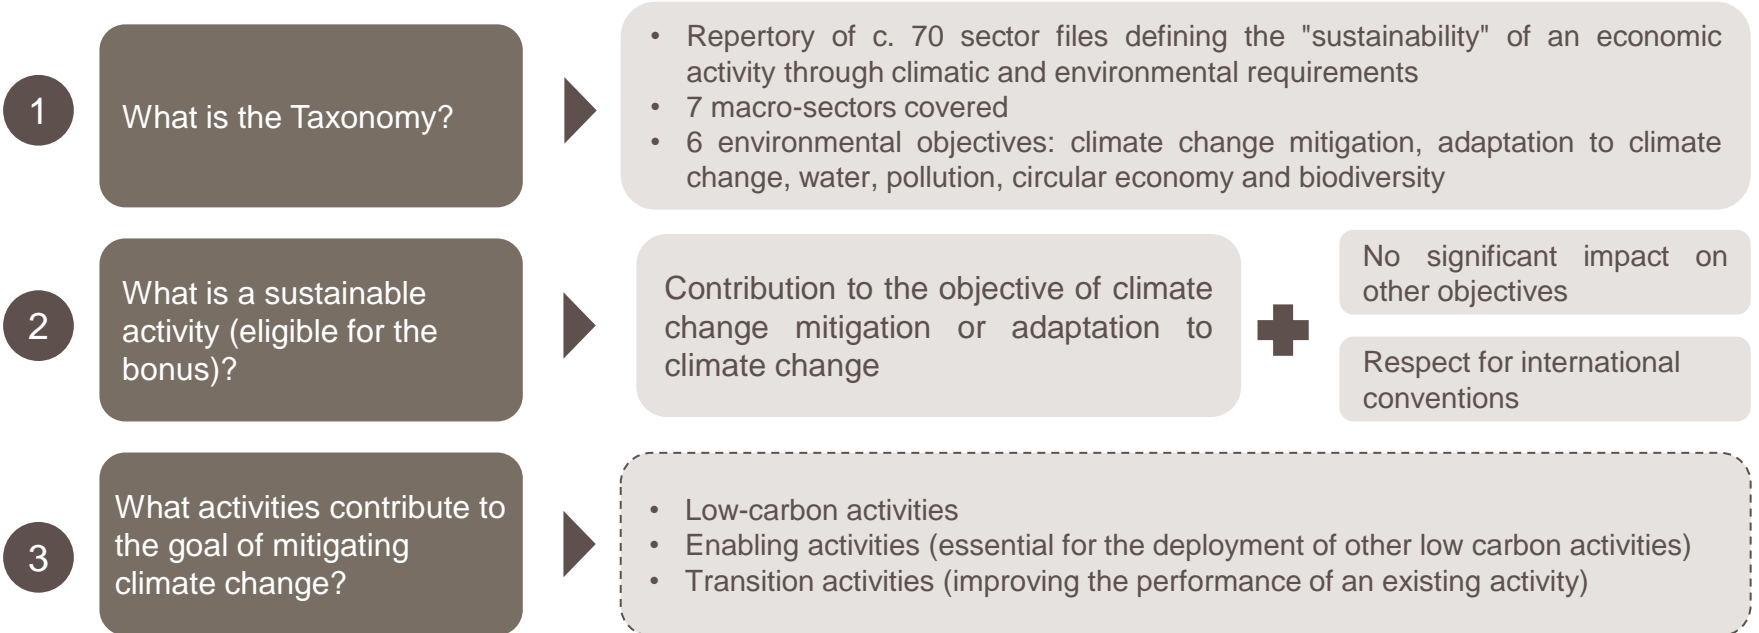 1
What is the Taxonomy?
• Repertory of c. 70 sector files defining the "sustainability" of an economic
activity through climatic and environmental requirements
• 7 macro-sectors covered
• 6 environmental objectives: climate change mitigation, adaptation to climate
change, water, pollution, circular economy and biodiversity
2
What is a sustainable
activity (eligible for the
bonus)?
Contribution to the objective of climate
change mitigation or adaptation to
climate change
No significant impact on
other objectives
Respect for international
conventions
3
What activities contribute to
the goal of mitigating
climate change?
• Low-carbon activities
• Enabling activities (essential for the deployment of other low carbon activities)
• Transition activities (improving the performance of an existing activity)